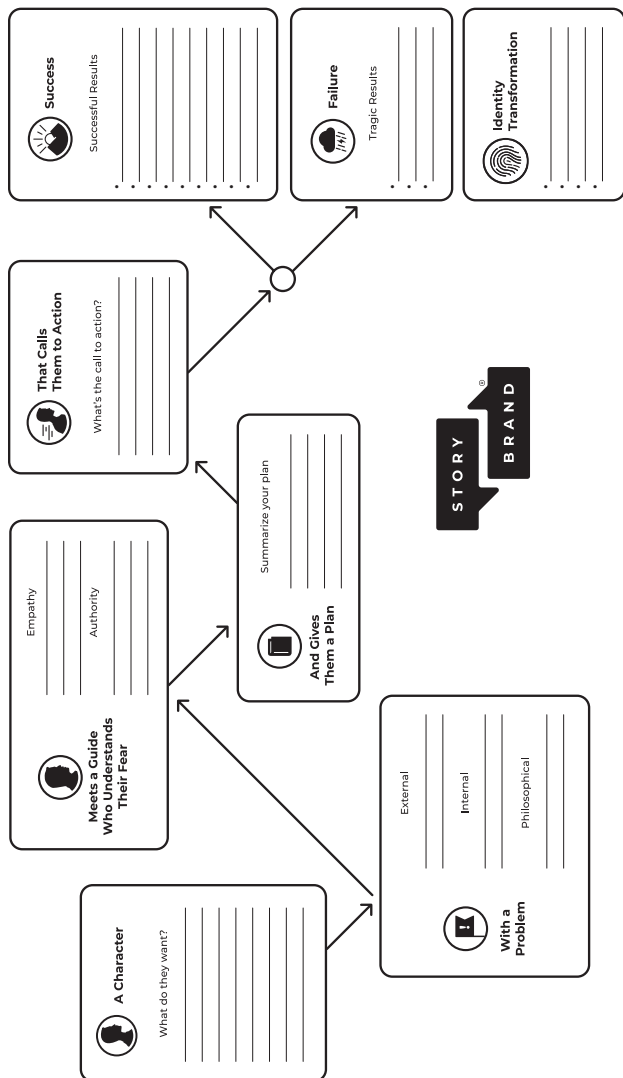 A Character
What do they want?
With a
Problem
External
Internal
Philosophical
Meets a Guide
Who Understands
Their Fear
Empathy
Authority
And Gives
Them a Plan
Summarize your plan
That Calls
Them to Action
What's the call to action?
Success
Successful Results
Failure
Tragic Results
Identity
Transformation
STORY
BRAND
®